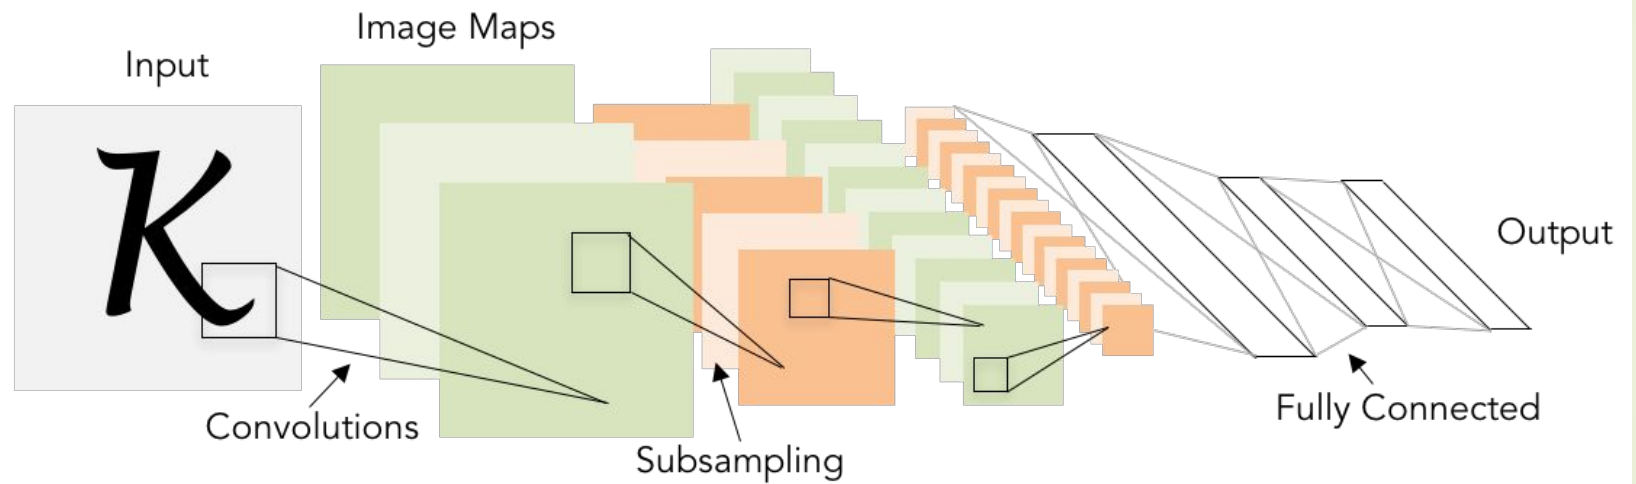 Image Maps
Input
K
Output
Convolutions
Fully Connected
Subsampling